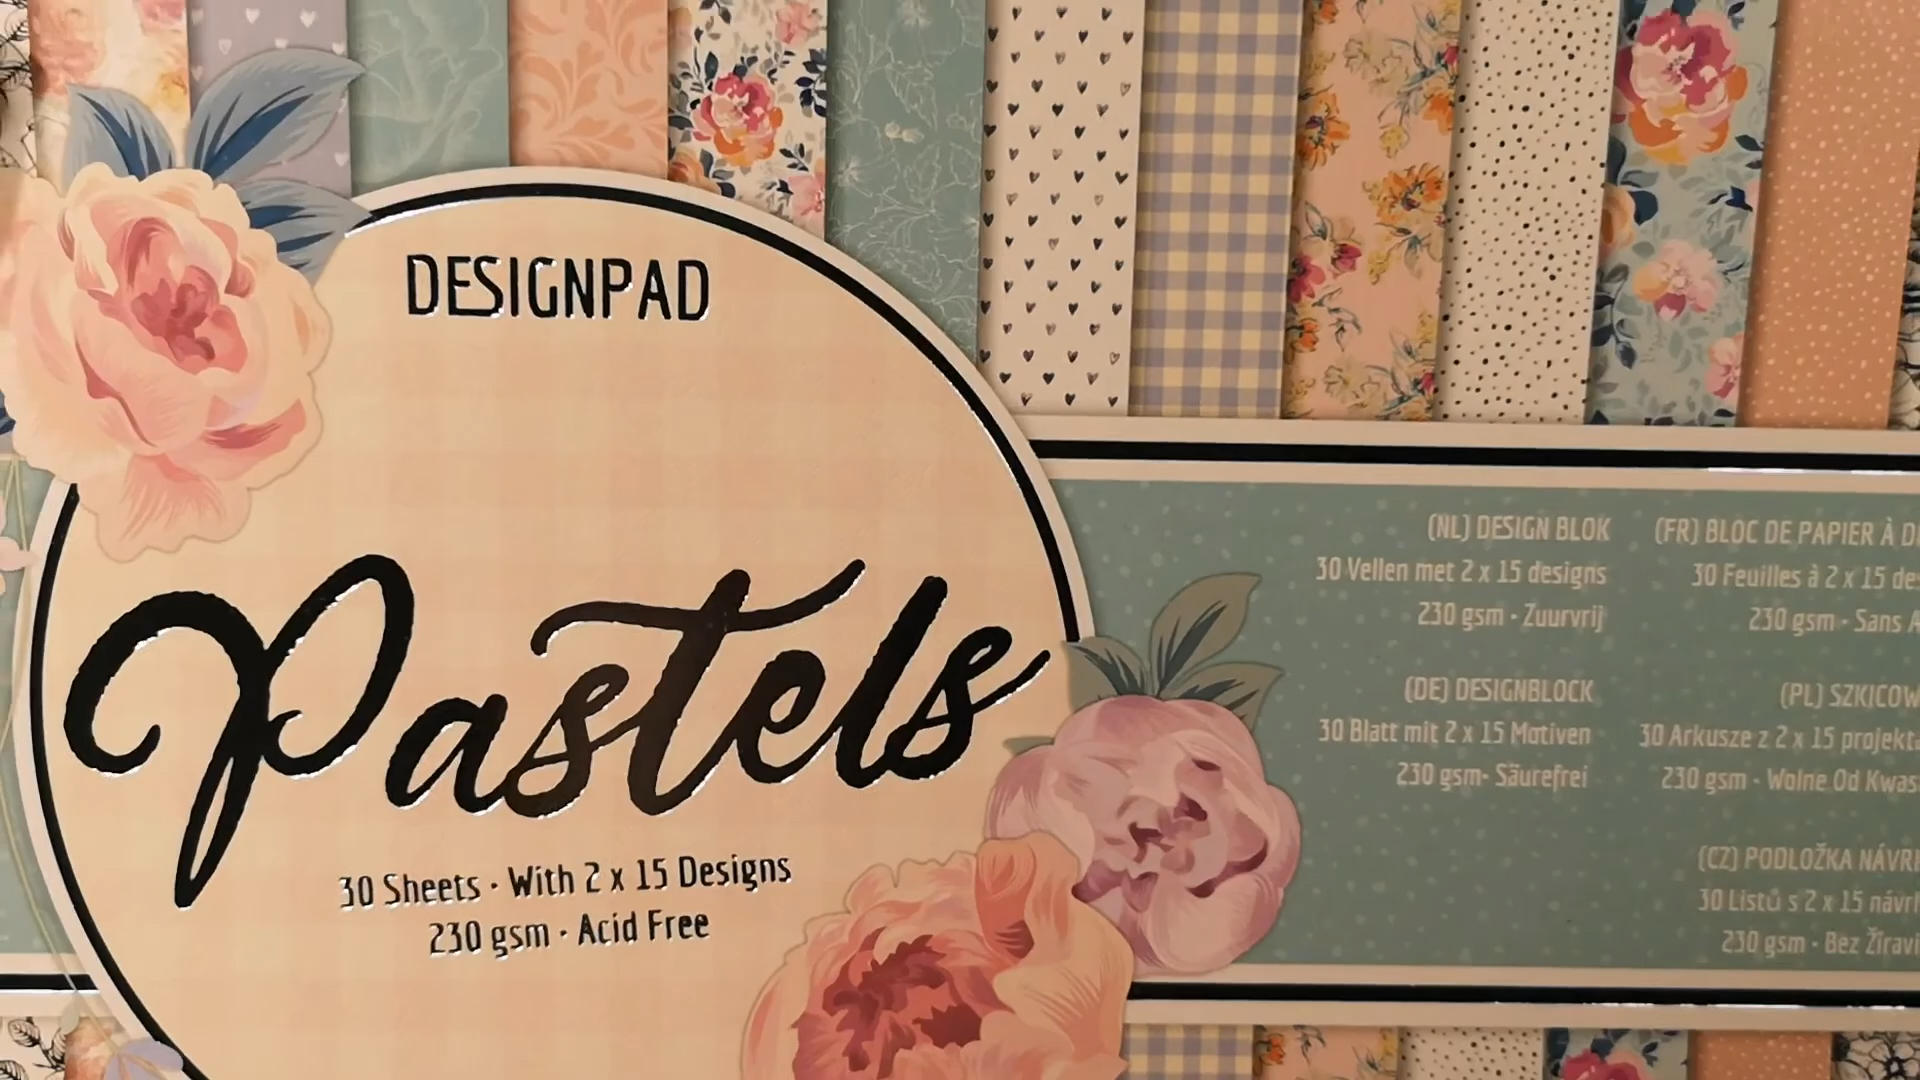 DESIGNPAD
Pastels
30 Sheets · With 2 x 15 Designs
230 gsm · Acid Free
(NL) DESIGN BLOK
30 Vellen met 2 x 15 designs
230 gsm · Zuurvrij
(DE) DESIGNBLOCK
30 Blatt mit 2 x 15 Motiven
230 gsm· Säurefrei
(FR) BLOC DE PAPIER À
30 Feuilles à 2 x 15
230 gsm · Sans
(PL)
30 Arkusze z 2 x 15
230 gsm · Wolne Od
(CZ) PODLOŽKA
30 Listů s 2 x 15
230 gsm · Bez